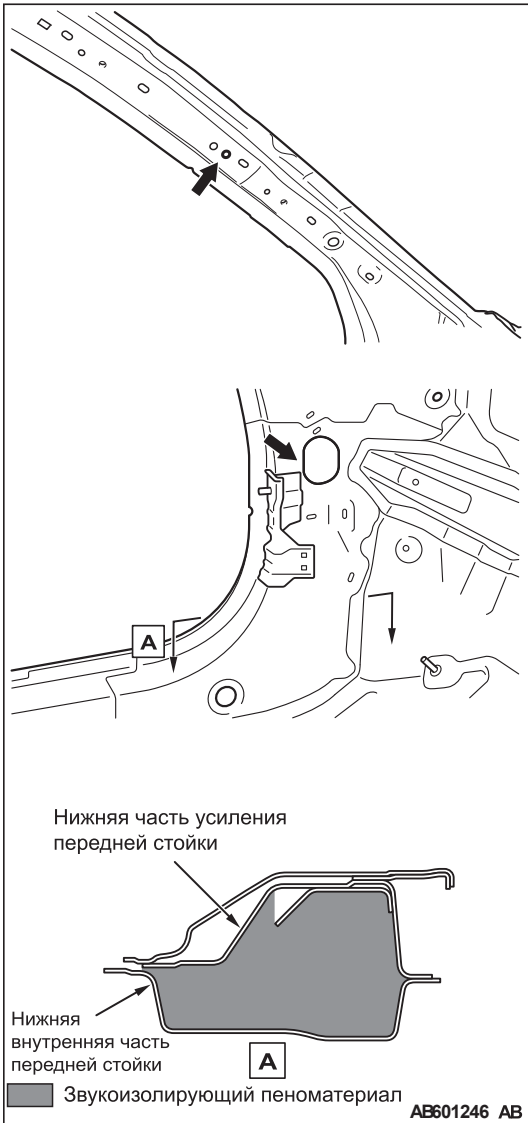 A
Нижняя часть усиления
передней стойки
Нижняя
внутренняя часть
передней стойки
A
Звукоизолирующий пеноматериал
AB601246 AB